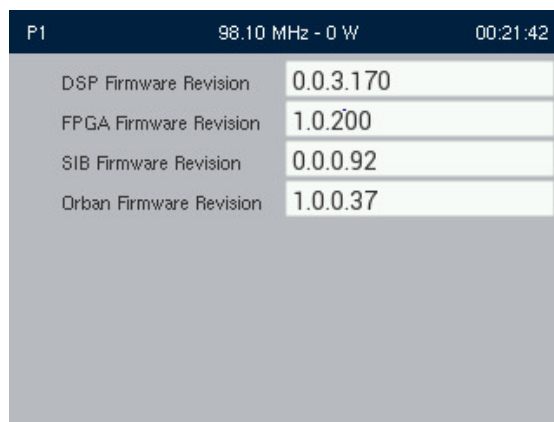 P1 98.10 MHz - 0 W 00:21:42
DSP Firmware Revision 0.0.3.170
FPGA Firmware Revision 1.0.200
SIB Firmware Revision 0.0.0.92
Orban Firmware Revision 1.0.0.37